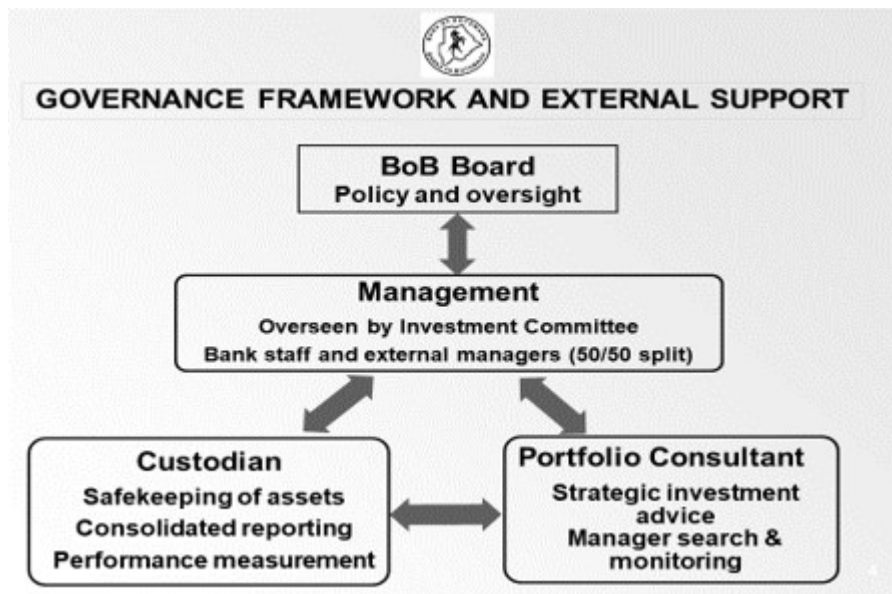 GOVERNANCE FRAMEWORK AND EXTERNAL SUPPORT
BoB Board
Policy and oversight
Management
Overseen by Investment Committee
Bank staff and external managers (50/50 split)
Custodian
Safekeeping of assets
Consolidated reporting
Performance measurement
Portfolio Consultant
Strategic investment
advice
Manager search &
monitoring
4